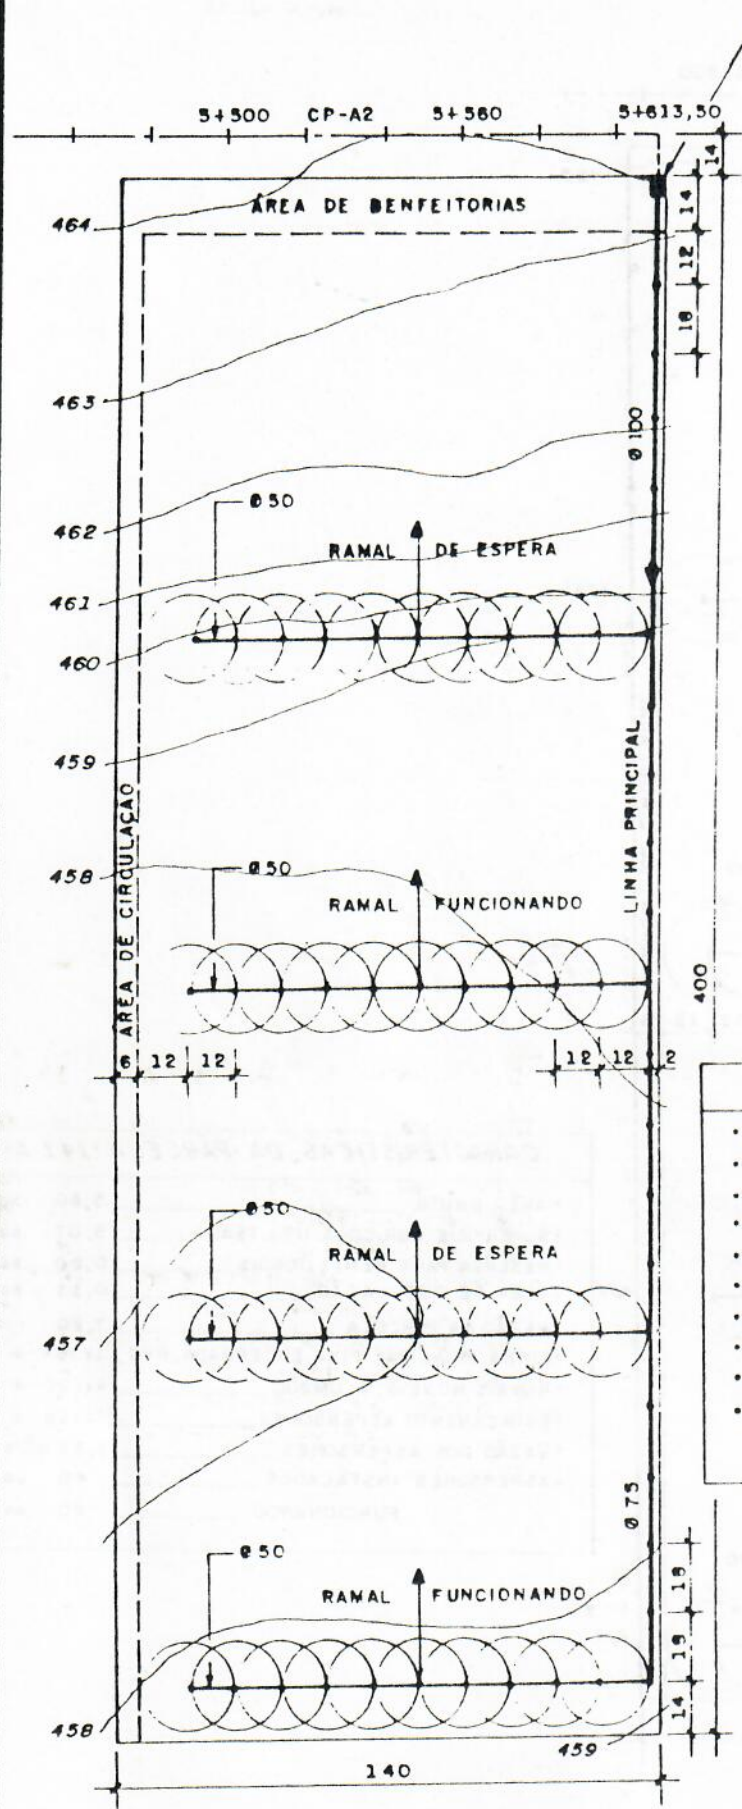 5+500 CP-A2 5+560 5+613,50
14
ÁREA DE BENFEITORIAS
14
464
12
18
463
Ø 100
Ø 50
462
RAMAL DE ESPERA
461
460
459
LINHA PRINCIPAL
ÁREA DE CIRCULAÇÃO
458
Ø 50
RAMAL FUNCIONANDO
400
6 12 12 12 12 2
Ø 50
RAMAL DE ESPERA
457
Ø 75
Ø 50
18
RAMAL FUNCIONANDO
18
14
458
459
140